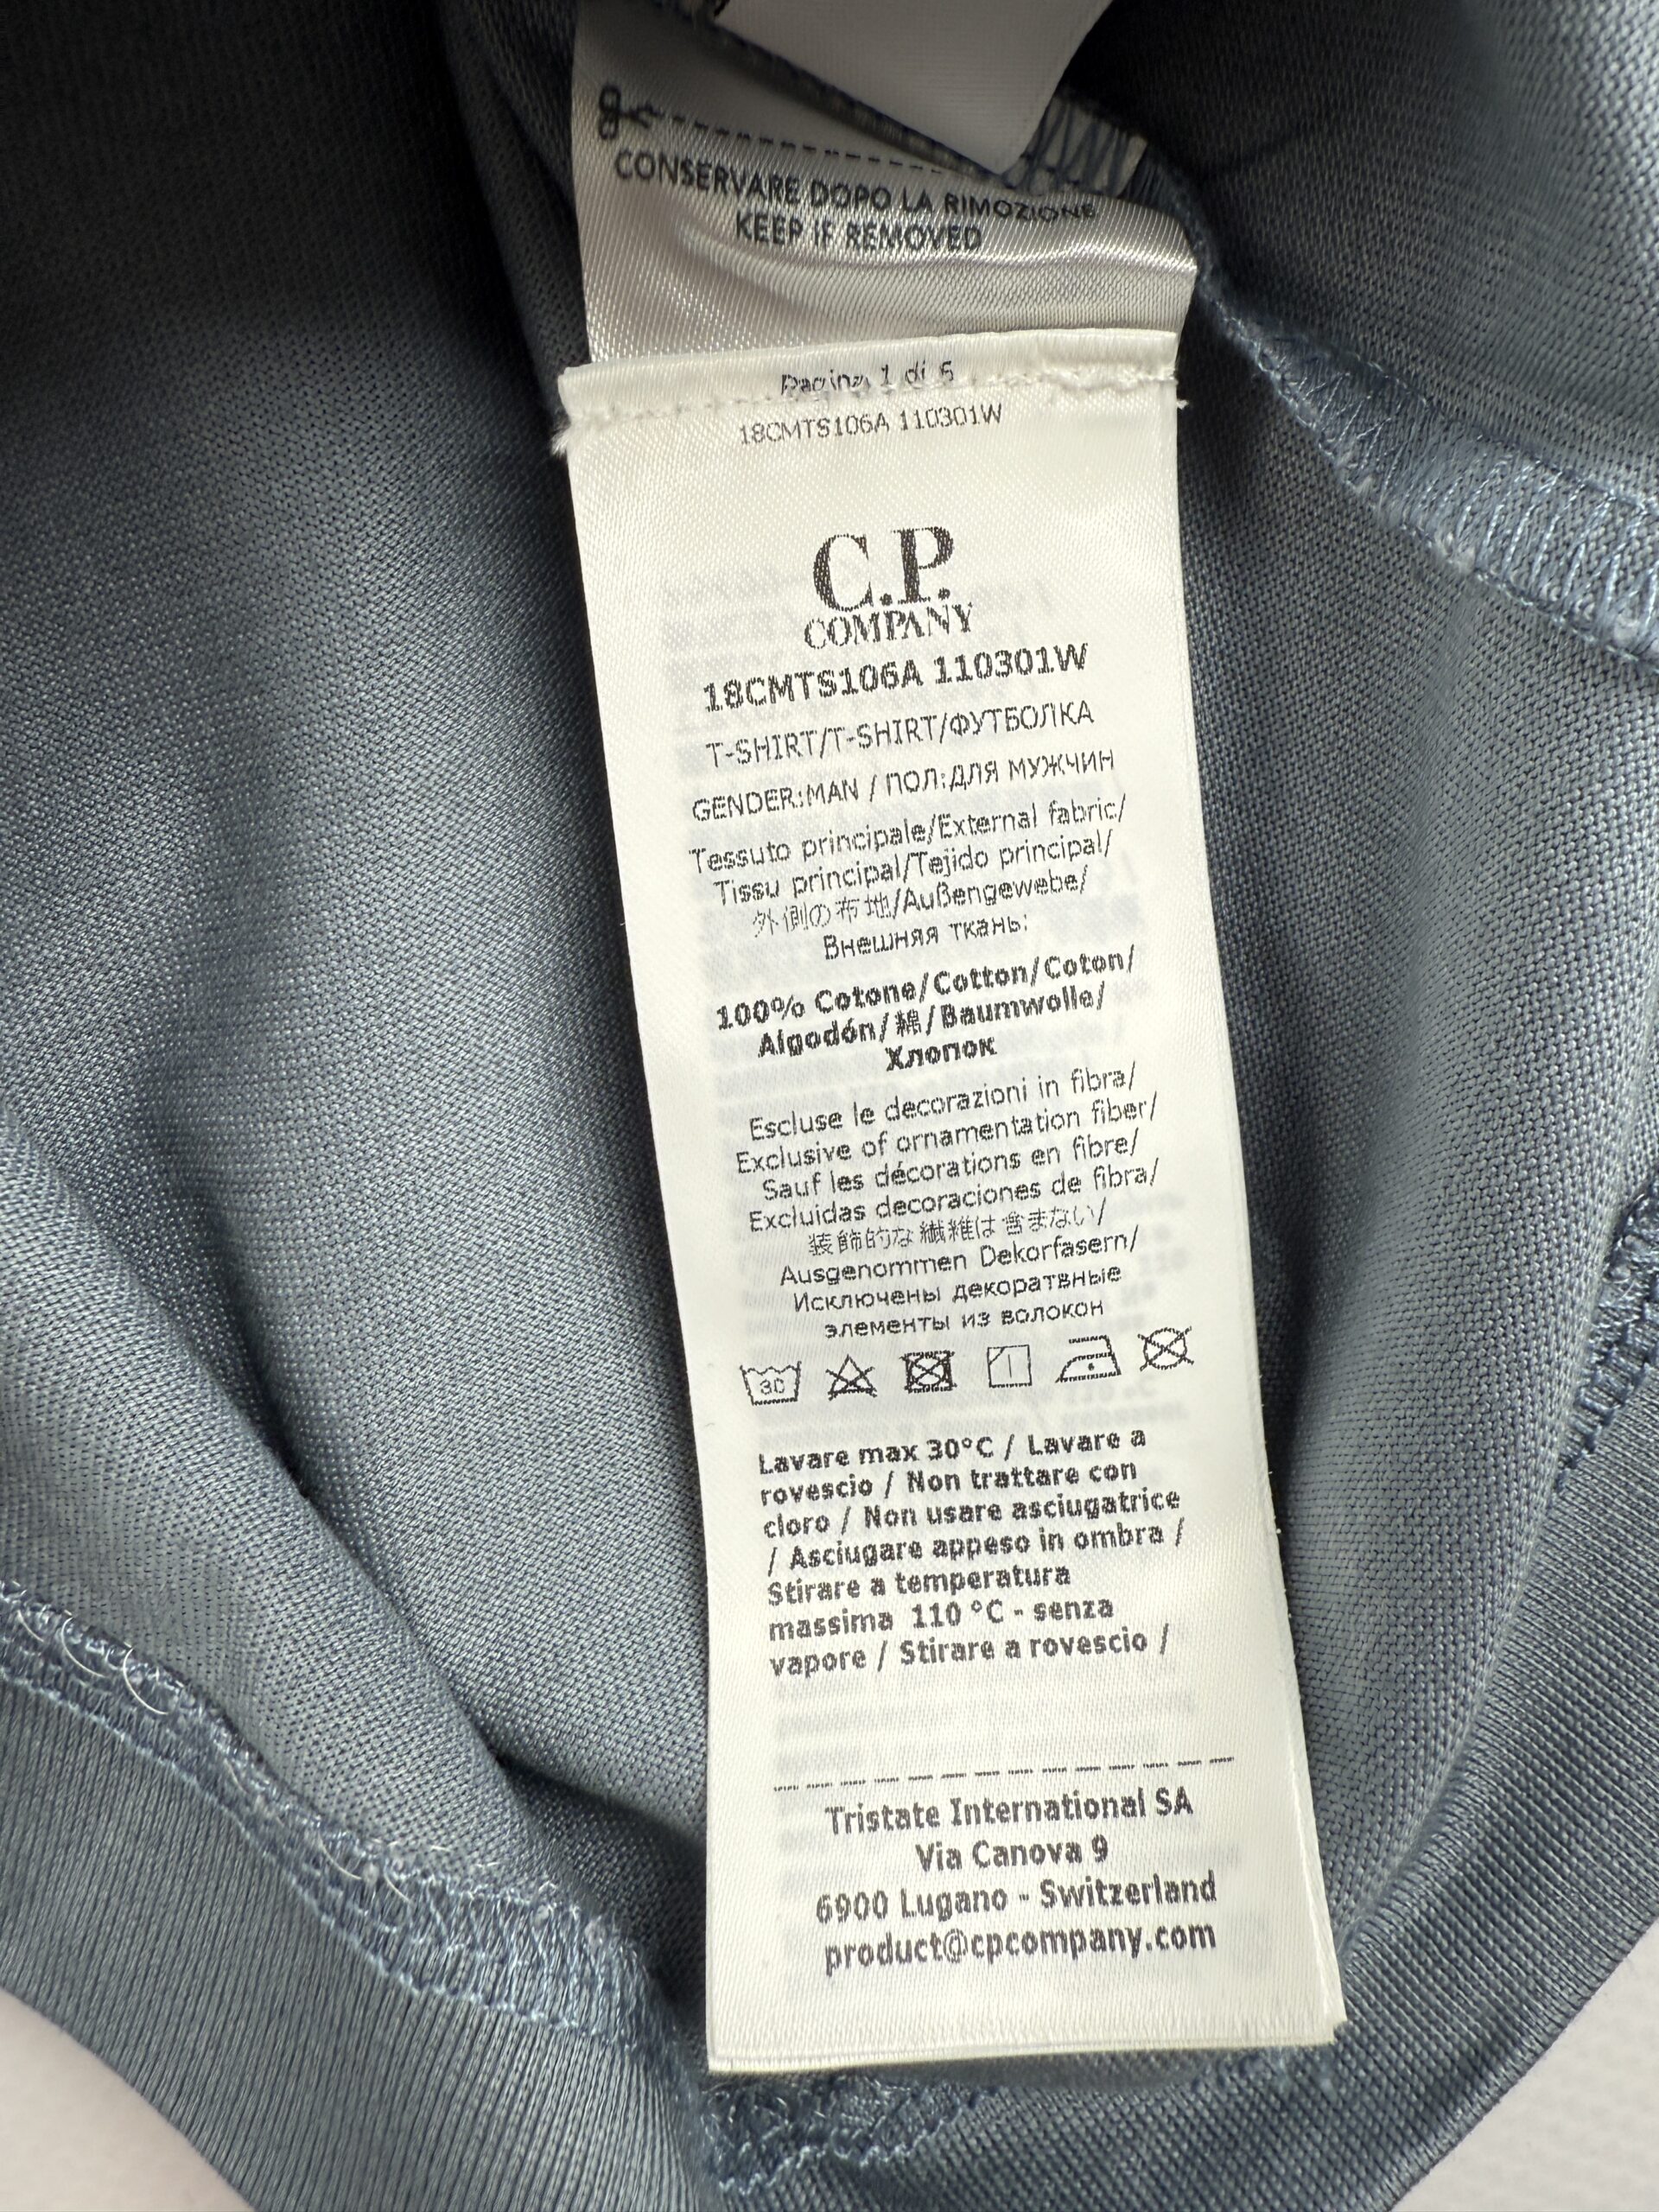 CONSERVARE DOPO LA RIMOZIONE
KEEP IF REMOVED
Pagina 1 di 6
18CMTS106A 110301W
C.P.
COMPANY
18CMTS106A 110301W
T-SHIRT/T-SHIRT/ФУТБОЛКА
GENDER:MAN / ПОЛ:ДЛЯ МУЖЧИН
Tessuto principale/External fabric/
Tissu principal/Tejido principal/
外側の布地/Außengewebe/
Внешняя ткань:
100% Cotone/Cotton/Coton/
Algodón/綿/Baumwolle/
Хлопок
Escluse le decorazioni in fibra/
Exclusive of ornamentation fiber/
Sauf les décorations en fibre/
Excluidas decoraciones de fibra/
装飾的な繊維は含まない/
Ausgenommen Dekorfasern/
Исключены декоратвные
элементы из волокон
30
Lavare max 30°C / Lavare a
rovescio / Non trattare con
cloro / Non usare asciugatrice
/ Asciugare appeso in ombra /
Stirare a temperatura
massima 110 °C - senza
vapore / Stirare a rovescio /
Tristate International SA
Via Canova 9
6900 Lugano - Switzerland
product@cpcompany.com